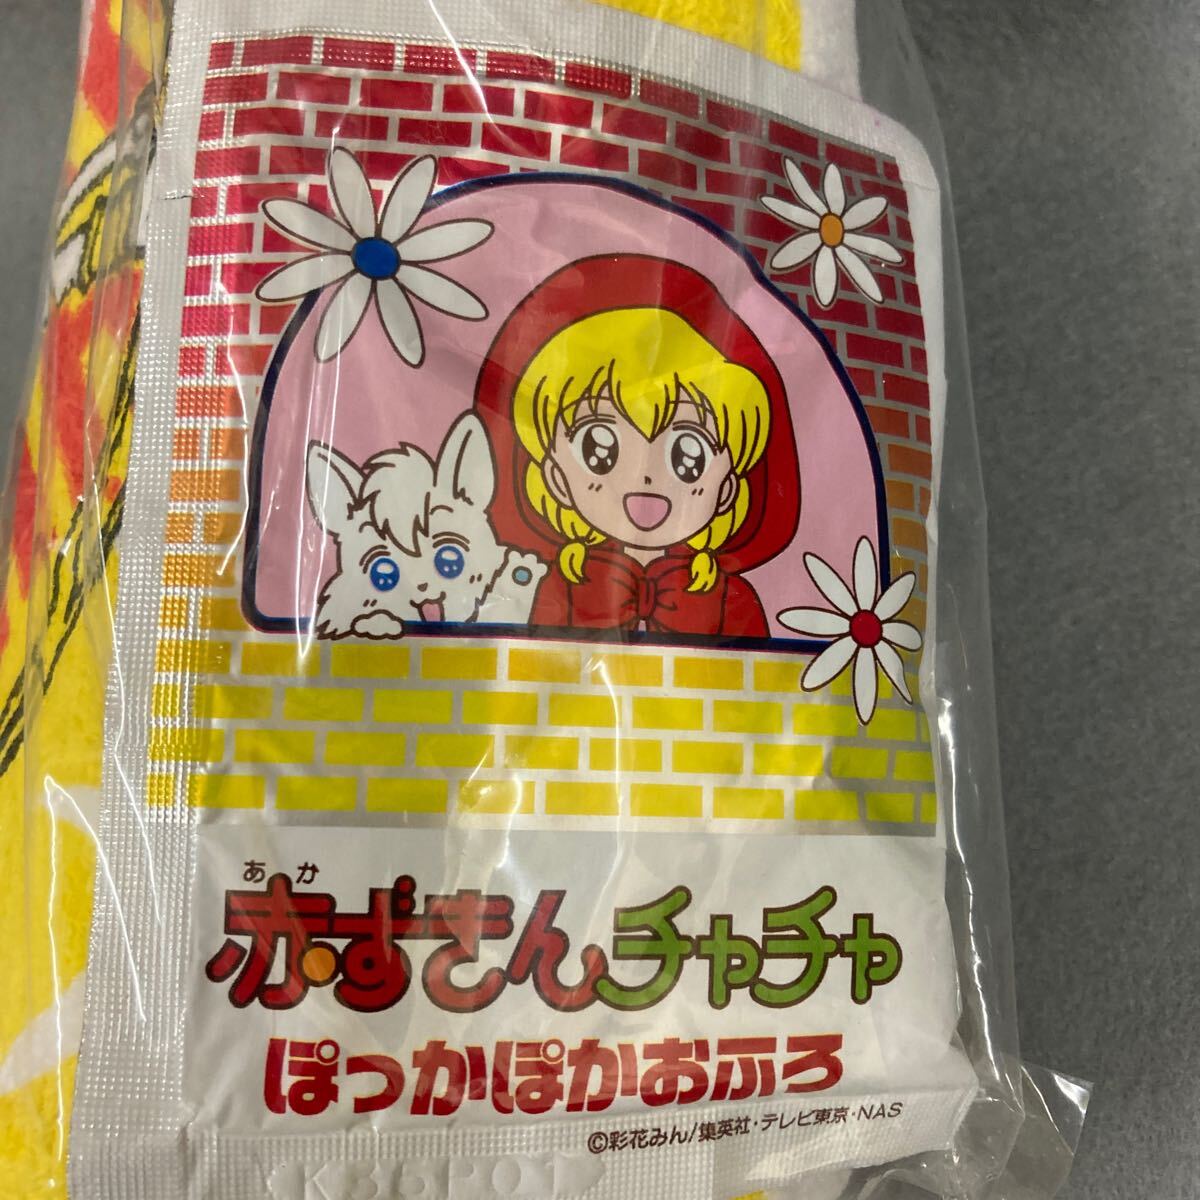 あか
赤ずきんチャチャ
ぽっかぽかおふろ
©彩花みん/集英社・テレビ東京・NAS
K35P01